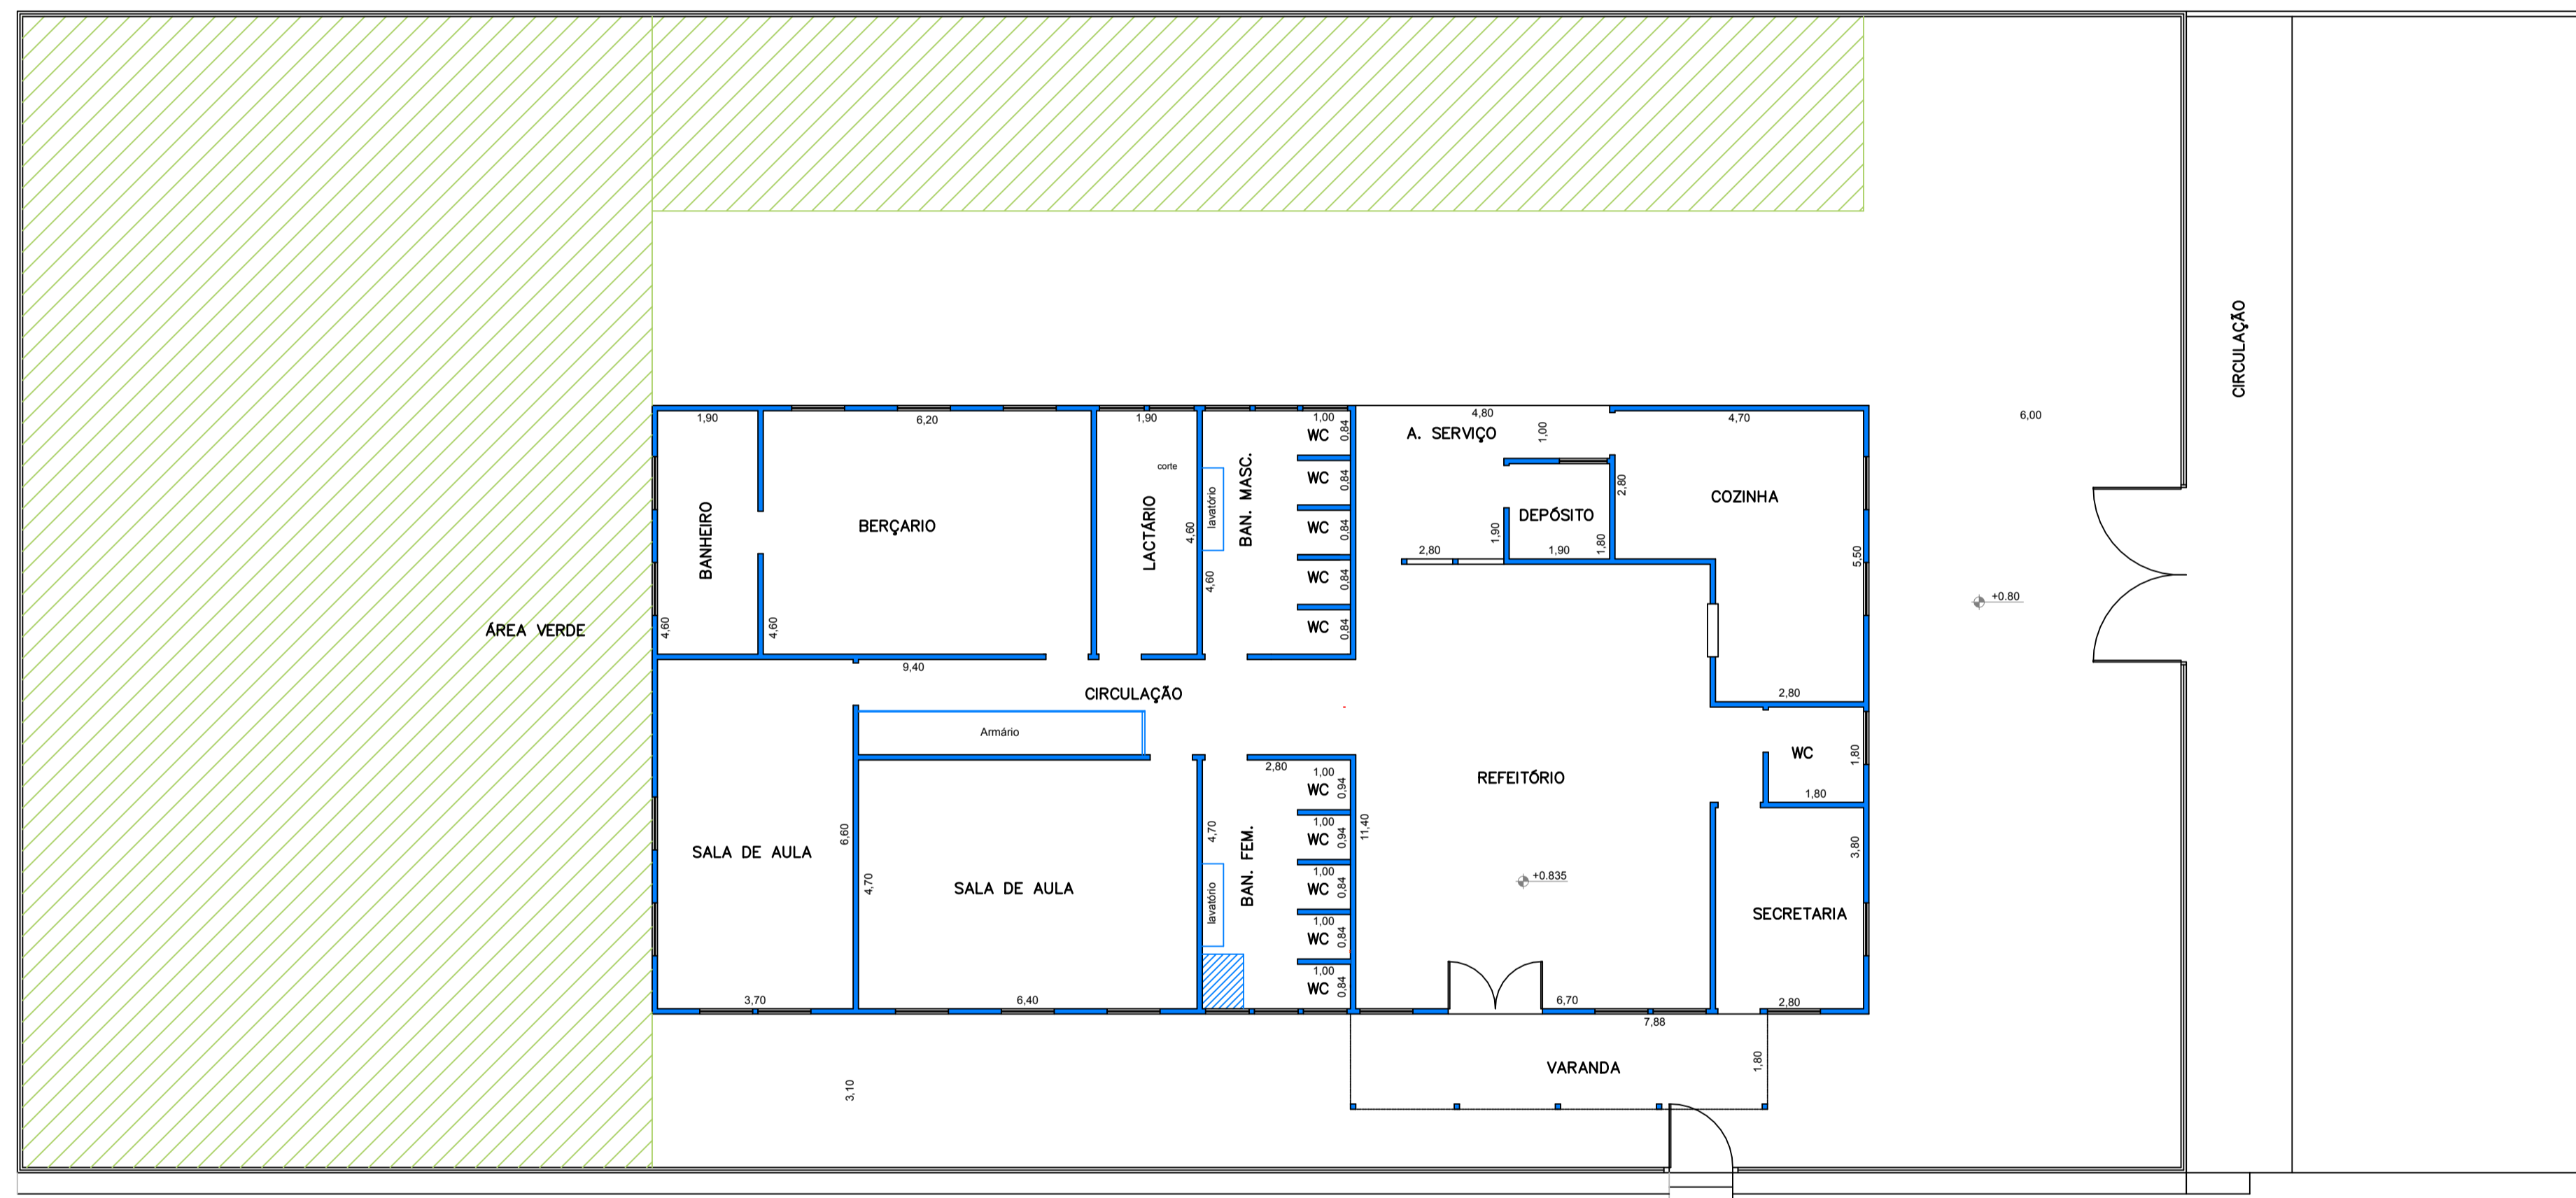 CIRCULAÇÃO
1,90
6,20
1,90
1,00
4,80
4,70
6,00
WC
0,84
A. SERVIÇO
1,00
corte
WC
0,84
lavatório
BAN. MASC.
2,80
COZINHA
BANHEIRO
BERÇARIO
LACTÁRIO
4,60
WC
0,84
DEPÓSITO
1,90
1,80
2,80
1,90
5,50
4,60
WC
0,84
+0.80
ÁREA VERDE
4,60
4,60
WC
0,84
9,40
CIRCULAÇÃO
2,80
Armário
WC
1,80
2,80
1,00
WC
0,94
REFEITÓRIO
1,80
1,00
WC
0,94
11,40
6,60
4,70
SALA DE AULA
3,80
4,70
SALA DE AULA
lavatório
BAN. FEM.
1,00
WC
0,84
+0.835
SECRETARIA
1,00
WC
0,84
1,00
WC
0,84
3,70
6,40
6,70
2,80
7,88
VARANDA
1,80
3,10